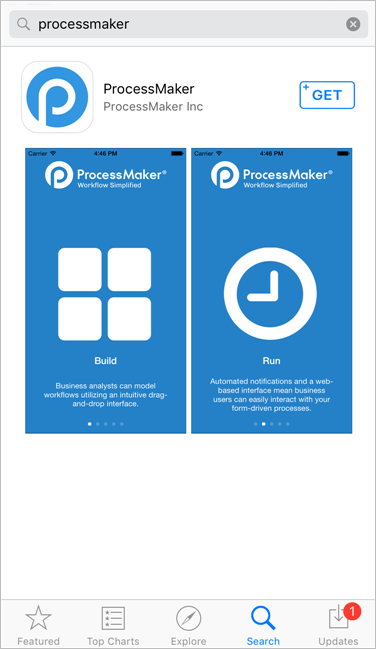 processmaker
ProcessMaker
ProcessMaker Inc
+GET
Carrier 4:46 PM
ProcessMaker®
Workflow Simplified
Build
Business analysts can model
workflows utilizing an intuitive drag-
and-drop interface.
Carrier 4:46 PM
ProcessMaker®
Workflow Simplified
Run
Automated notifications and a web-
based interface mean business
users can easily interact with your
form-driven processes.
Featured
Top Charts
Explore
Search
1
Updates